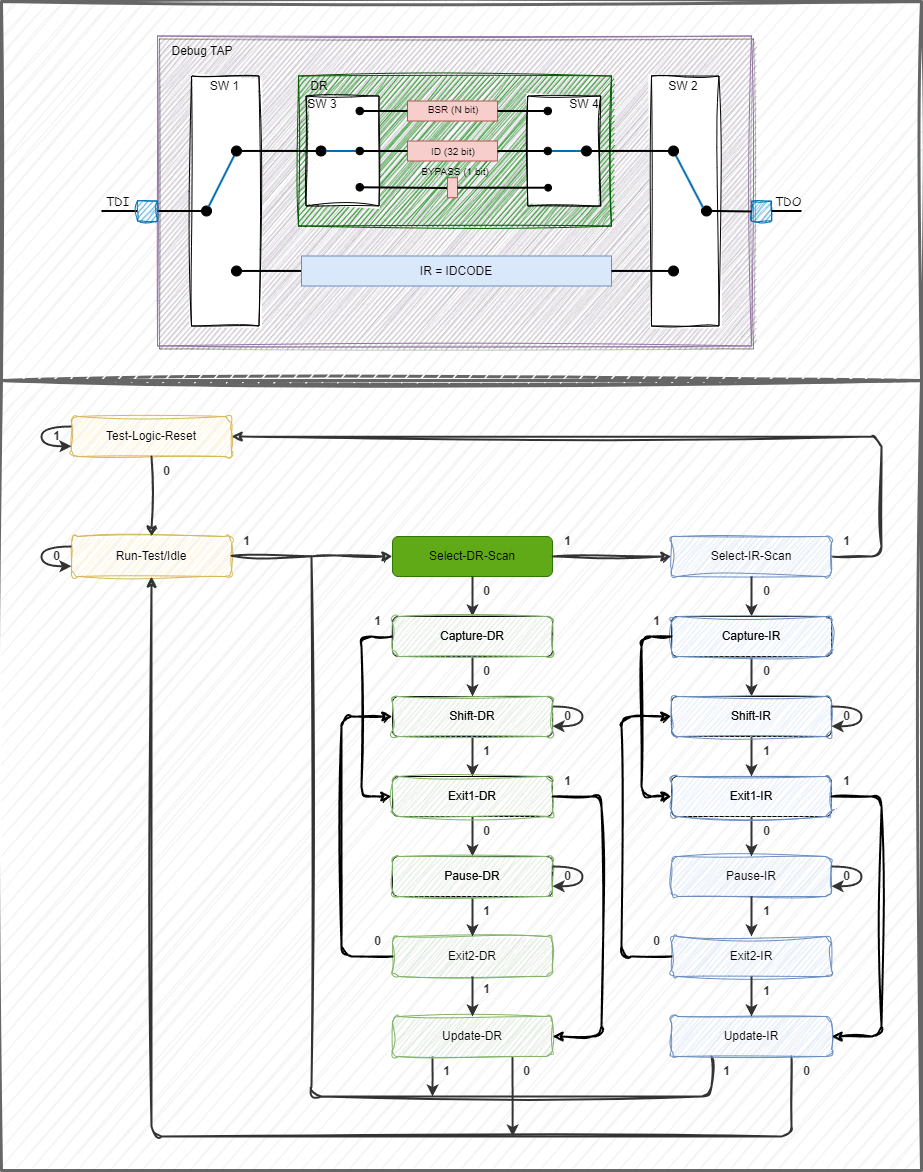 Debug TAP
SW 1
DR
SW 2
SW 3
BSR (N bit)
SW 4
ID (32 bit)
BYPASS (1 bit)
TDI
TDO
IR = IDCODE
Test-Logic-Reset
1
0
Run-Test/Idle
0
1
Select-DR-Scan
1
Select-IR-Scan
1
0
0
1
Capture-DR
1
Capture-IR
0
0
Shift-DR
0
Shift-IR
0
1
1
Exit1-DR
1
Exit1-IR
1
0
0
Pause-DR
0
Pause-IR
0
1
1
0
Exit2-DR
0
Exit2-IR
1
1
Update-DR
Update-IR
1
0
1
0